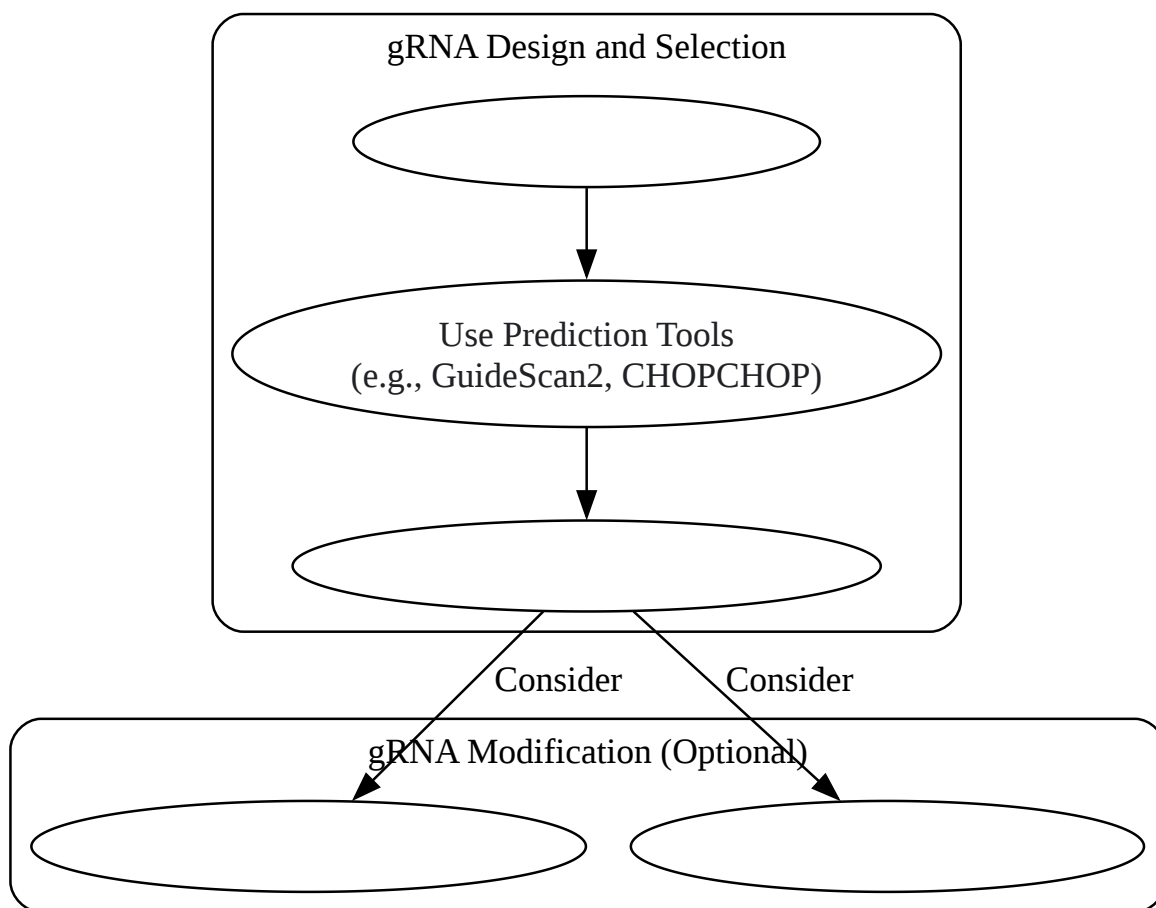 gRNA Design and Selection
Use Prediction Tools
(e.g., GuideScan2, CHOPCHOP)
Consider
Consider
gRNA Modification (Optional)